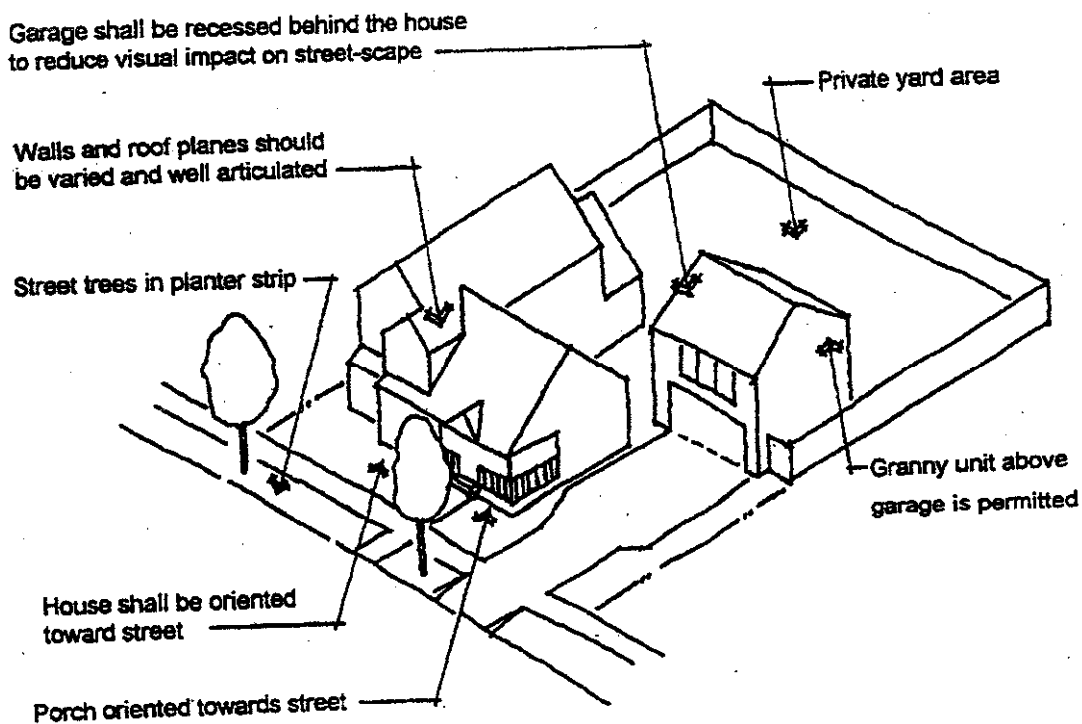 Garage shall be recessed behind the house
to reduce visual impact on street-scape
Private yard area
Walls and roof planes should
be varied and well articulated
Street trees in planter strip
Granny unit above
garage is permitted
House shall be oriented
toward street
Porch oriented towards street